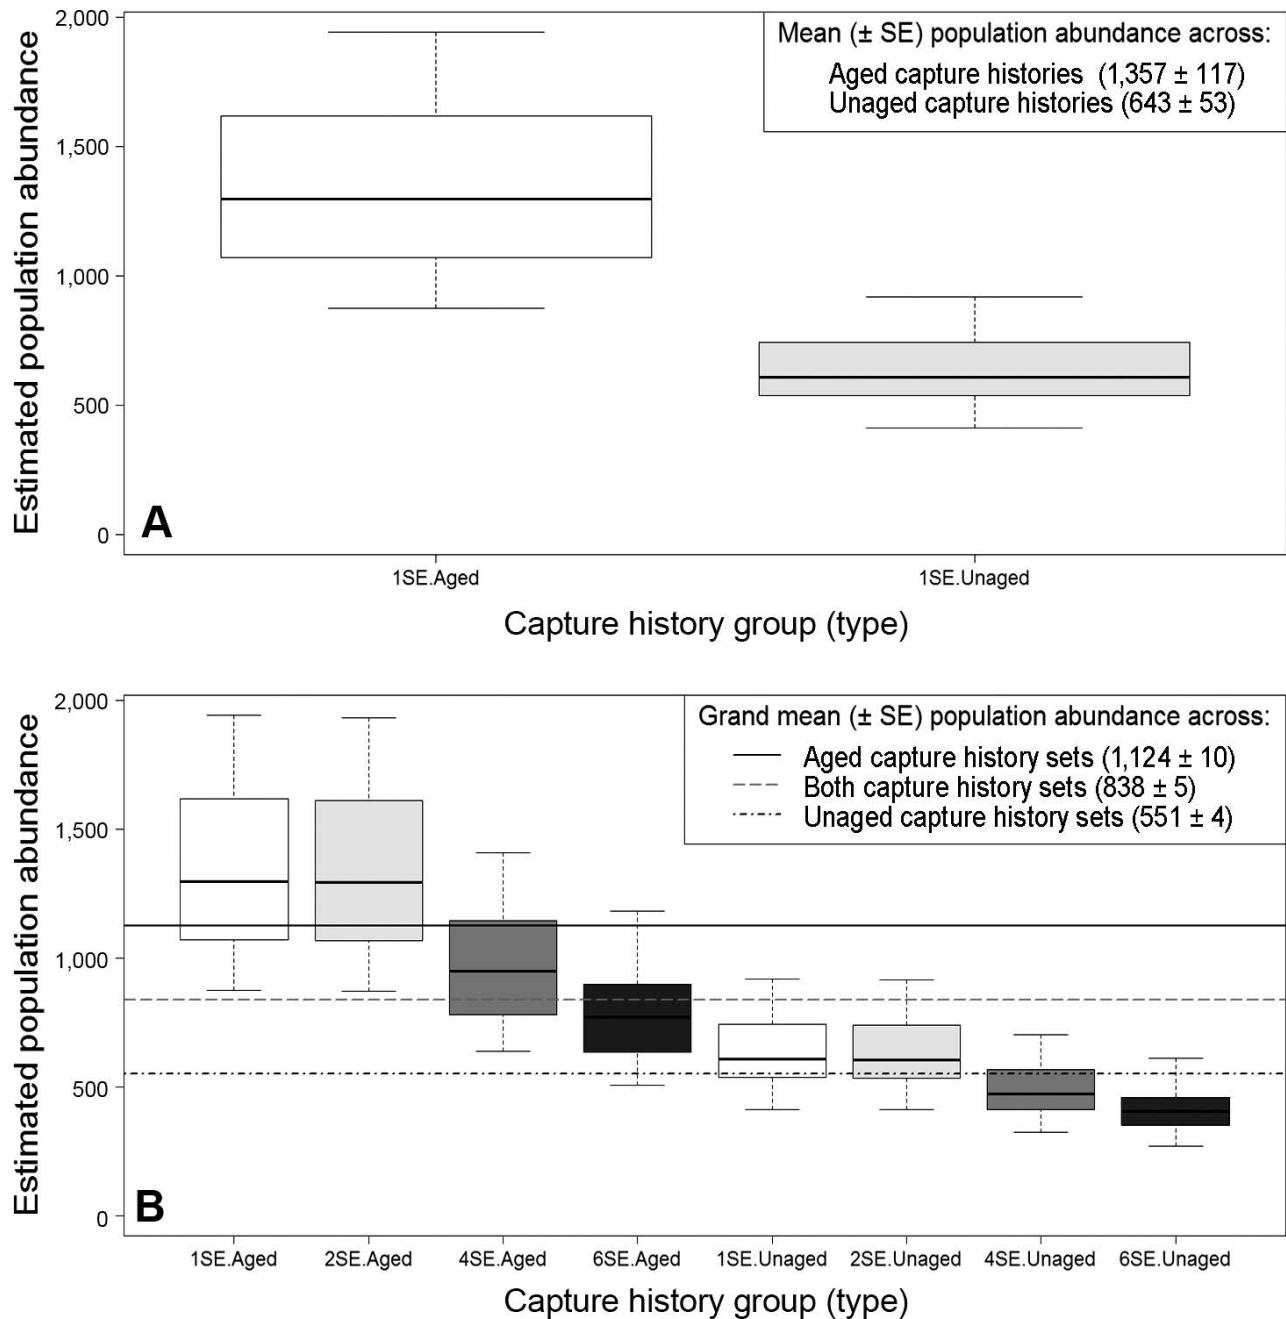 Estimated population abundance
2,000
1,500
1,000
500
0
Mean (± SE) population abundance across:
Aged capture histories (1,357 ± 117)
Unaged capture histories (643 ± 53)
A
1SE.Aged
1SE.Unaged
Capture history group (type)
Estimated population abundance
2,000
1,500
1,000
500
0
Grand mean (± SE) population abundance across:
Aged capture history sets (1,124 ± 10)
Both capture history sets (838 ± 5)
Unaged capture history sets (551 ± 4)
B
1SE.Aged 2SE.Aged 4SE.Aged 6SE.Aged 1SE.Unaged 2SE.Unaged 4SE.Unaged 6SE.Unaged
Capture history group (type)